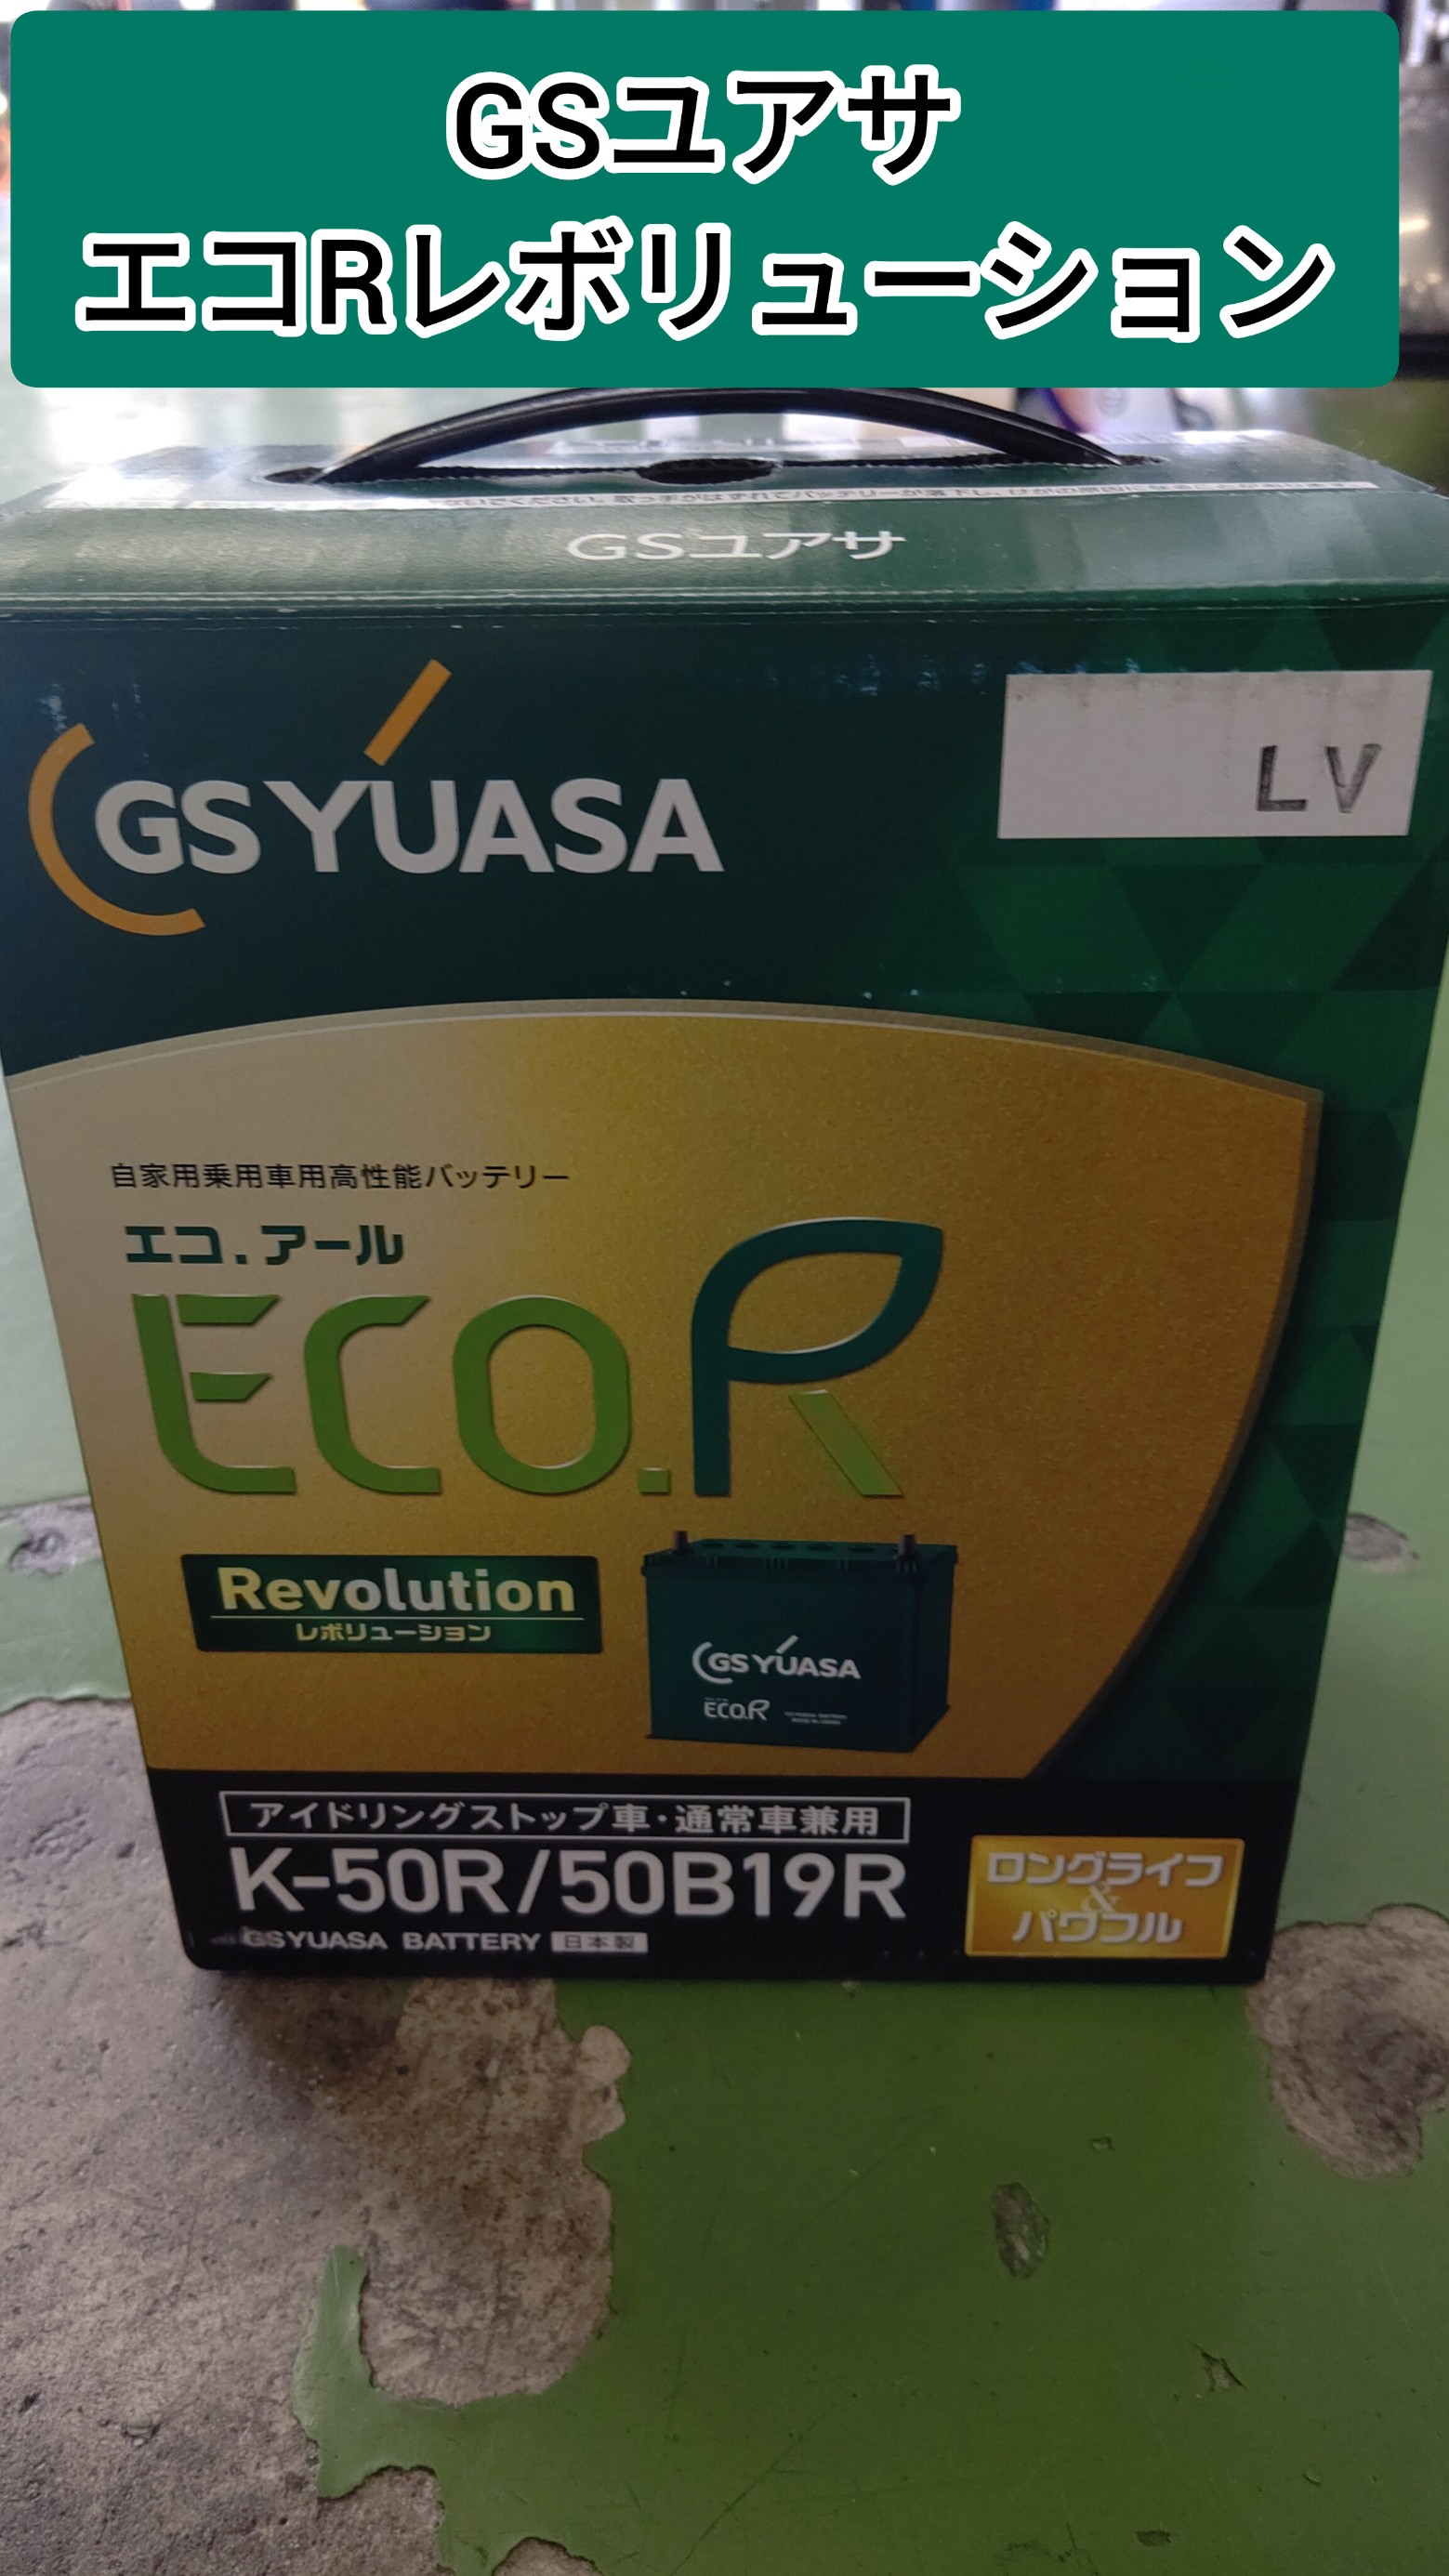 GSユアサ
エコRレボリューション
GSユアサ
GS YUASA
LV
自家用乗用車用高性能バッテリー
エコ.アール
ECO.R
Revolution
レボリューション
GS YUASA
ECO.R
アイドリングストップ車・通常車兼用
K-50R/50B19R
GS YUASA BATTERY 日本製
ロングライフ
&
パワフル